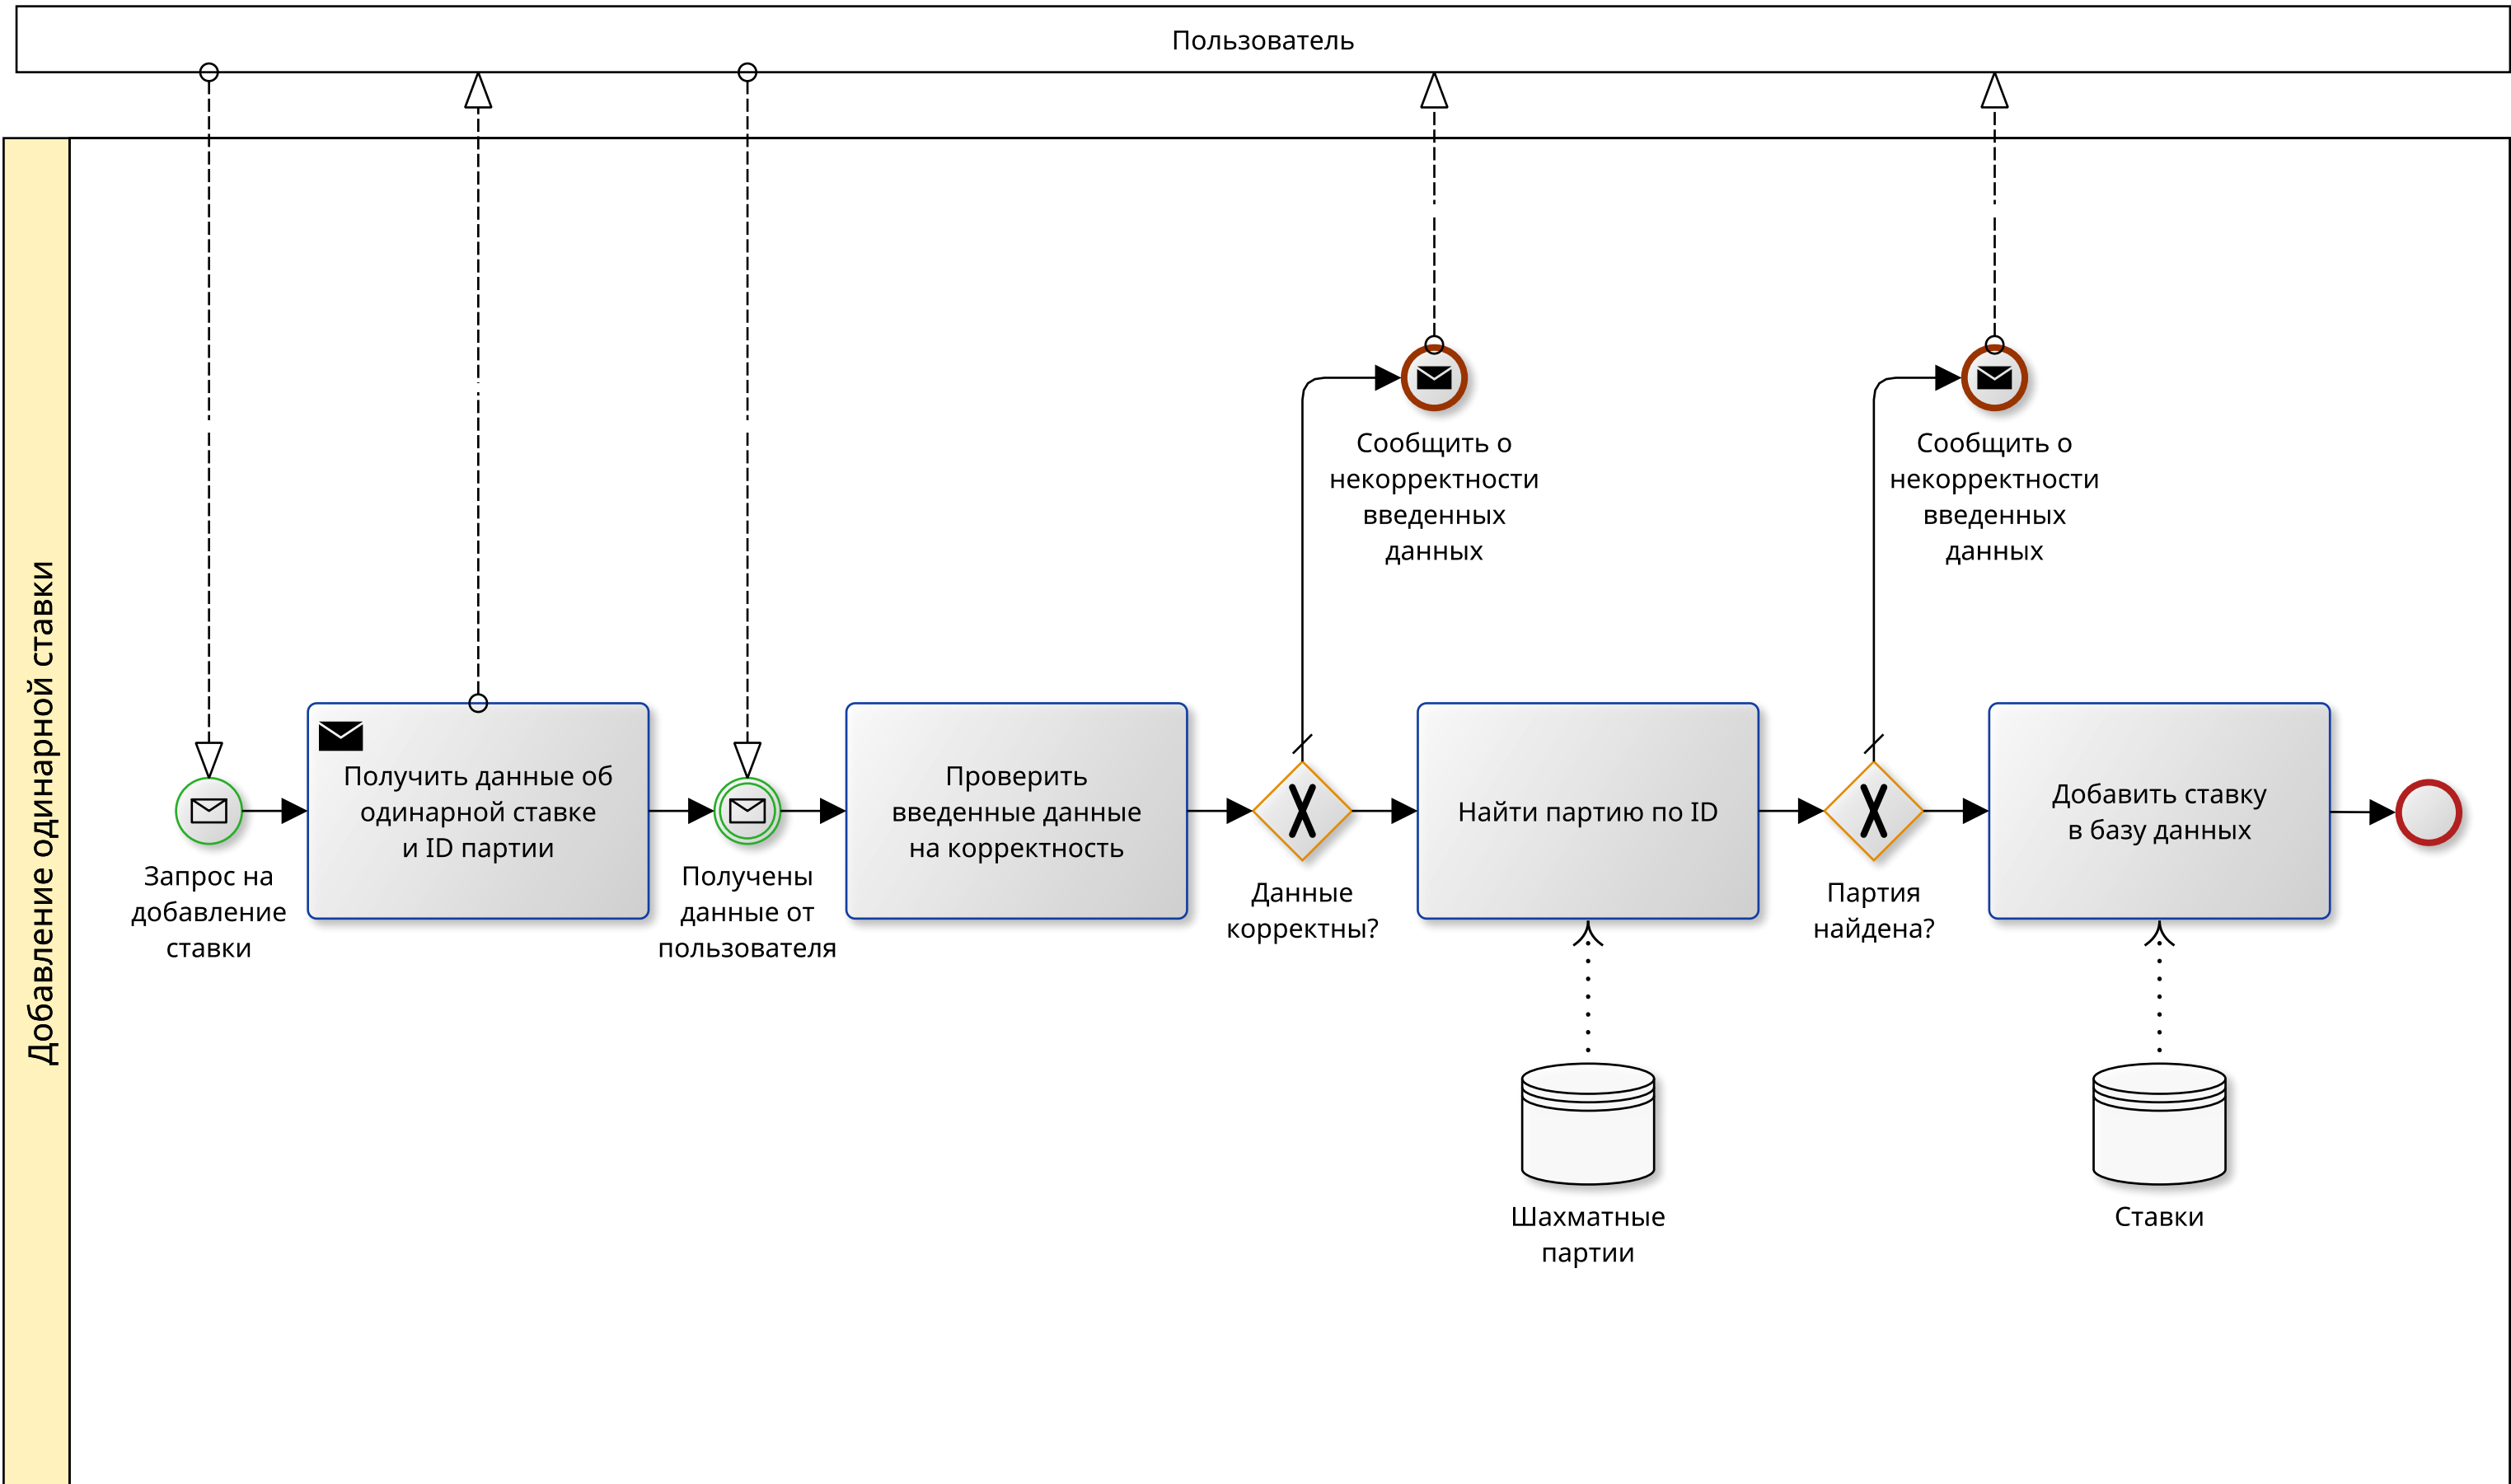 Пользователь
Добавление одинарной ставки
Сообщить о
некорректности
введенных
данных
Сообщить о
некорректности
введенных
данных
Запрос на
добавление
ставки
Получить данные об
одинарной ставке
и ID партии
Получены
данные от
пользователя
Проверить
введенные данные
на корректность
Данные
корректны?
Найти партию по ID
Партия
найдена?
Добавить ставку
в базу данных
Шахматные
партии
Ставки